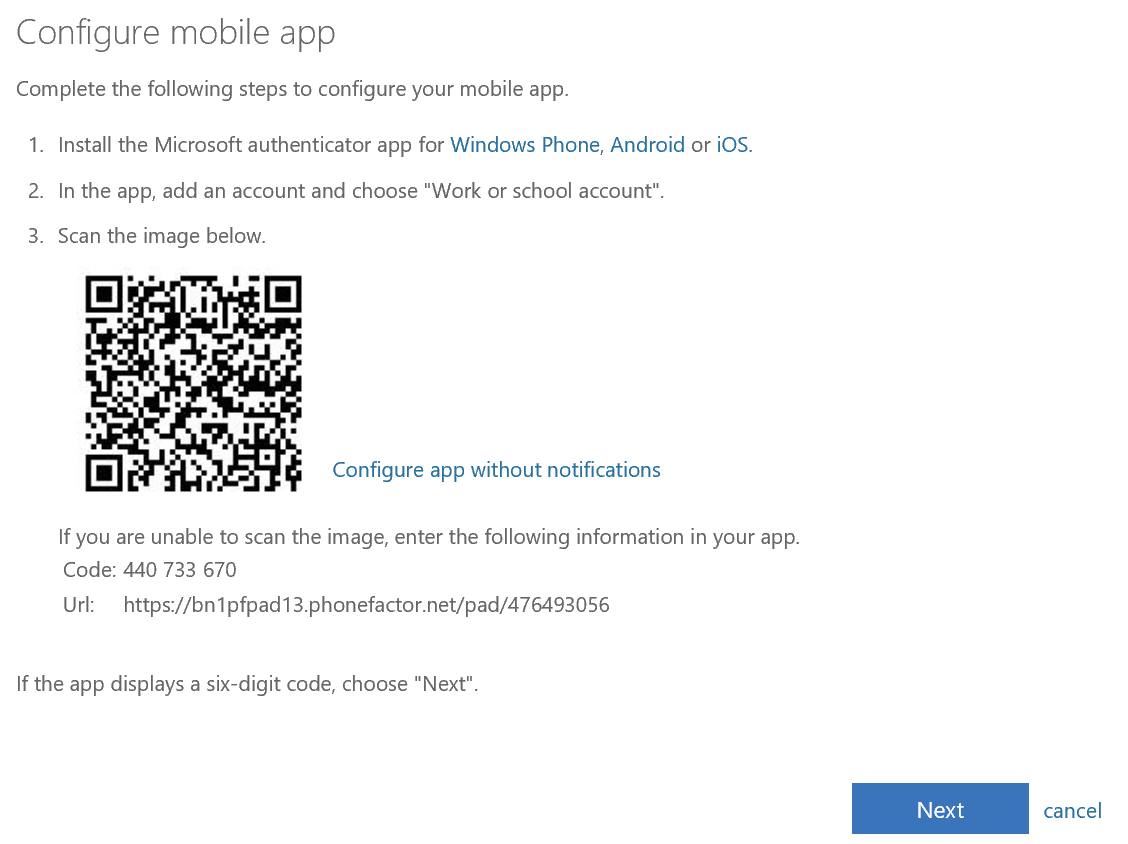 Configure mobile app
Complete the following steps to configure your mobile app.
1. Install the Microsoft authenticator app for Windows Phone, Android or iOS.
2. In the app, add an account and choose "Work or school account".
3. Scan the image below.
Configure app without notifications
If you are unable to scan the image, enter the following information in your app.
Code: 440 733 670
Url: https://bn1pfpad13.phonefactor.net/pad/476493056
If the app displays a six-digit code, choose "Next".
Next cancel